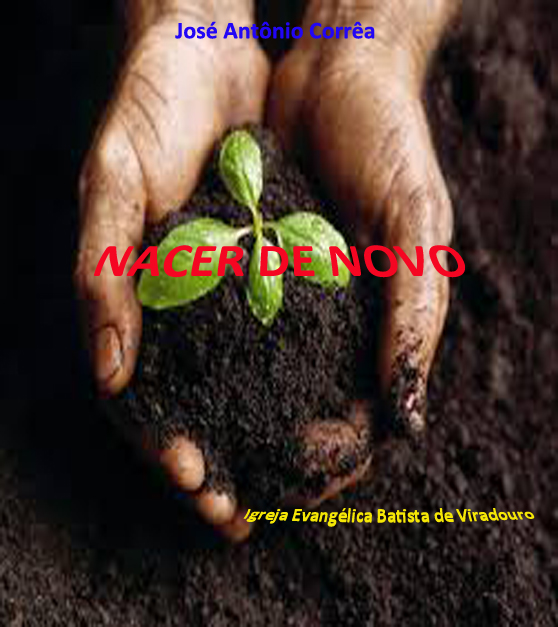 José Antônio Corrêa
NACER DE NOVO
Igreja Evangélica Batista de Viradouro